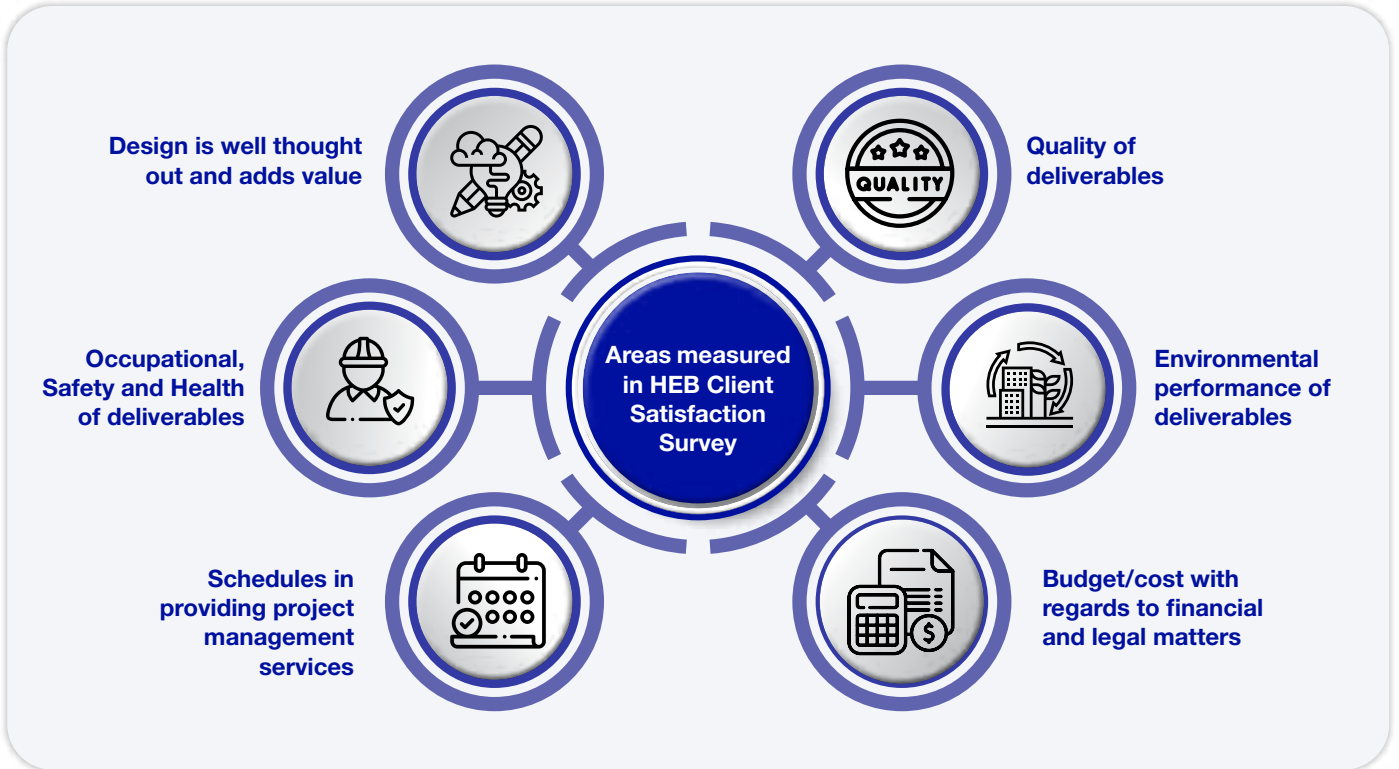 Design is well thought
out and adds value
Quality of
deliverables
QUALITY
Occupational,
Safety and Health
of deliverables
Areas measured
in HEB Client
Satisfaction
Survey
Environmental
performance of
deliverables
Schedules in
providing project
management
services
$
Budget/cost with
regards to financial
and legal matters